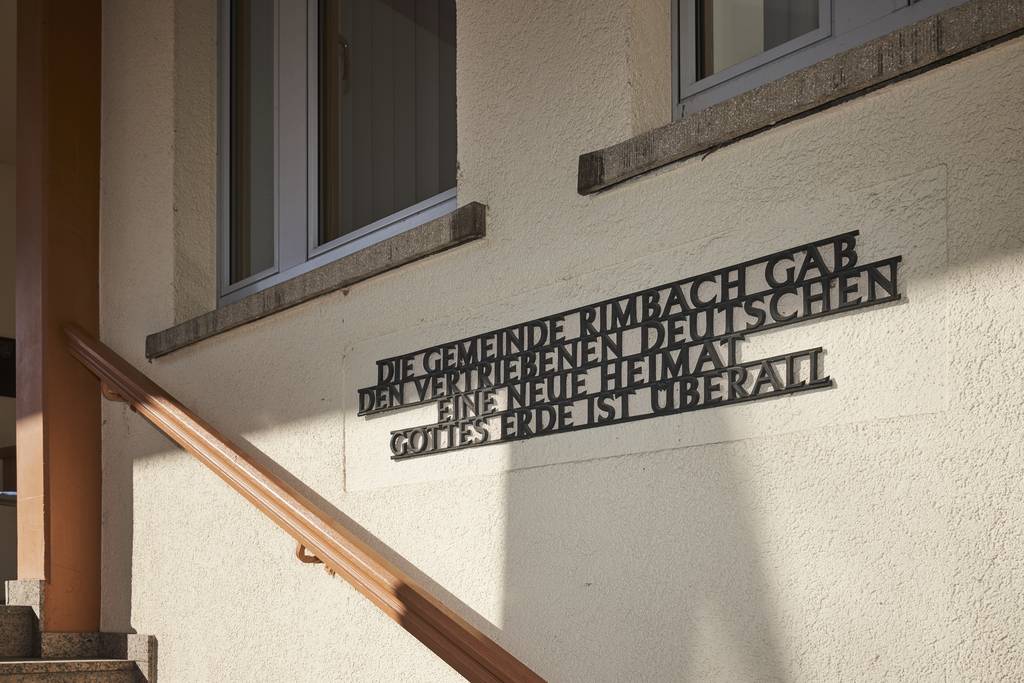 DIE GEMEINDE RIMBACH GAB
DEN VERTRIEBENEN DEUTSCHEN
EINE NEUE HEIMAT
GOTTES ERDE IST ÜBERALL